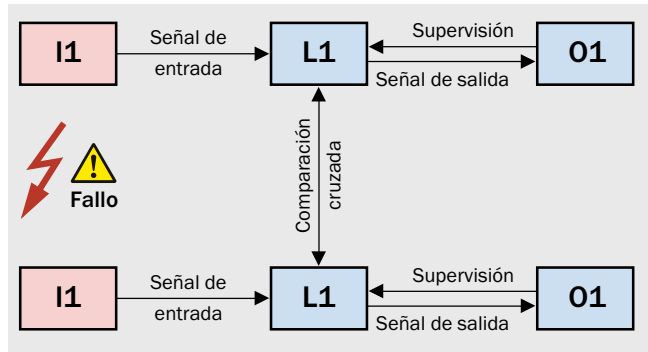 I1
Señal de
entrada
L1
Supervisión
Señal de salida
O1
Comparación
cruzada
Fallo
I1
Señal de
entrada
L1
Supervisión
Señal de salida
O1